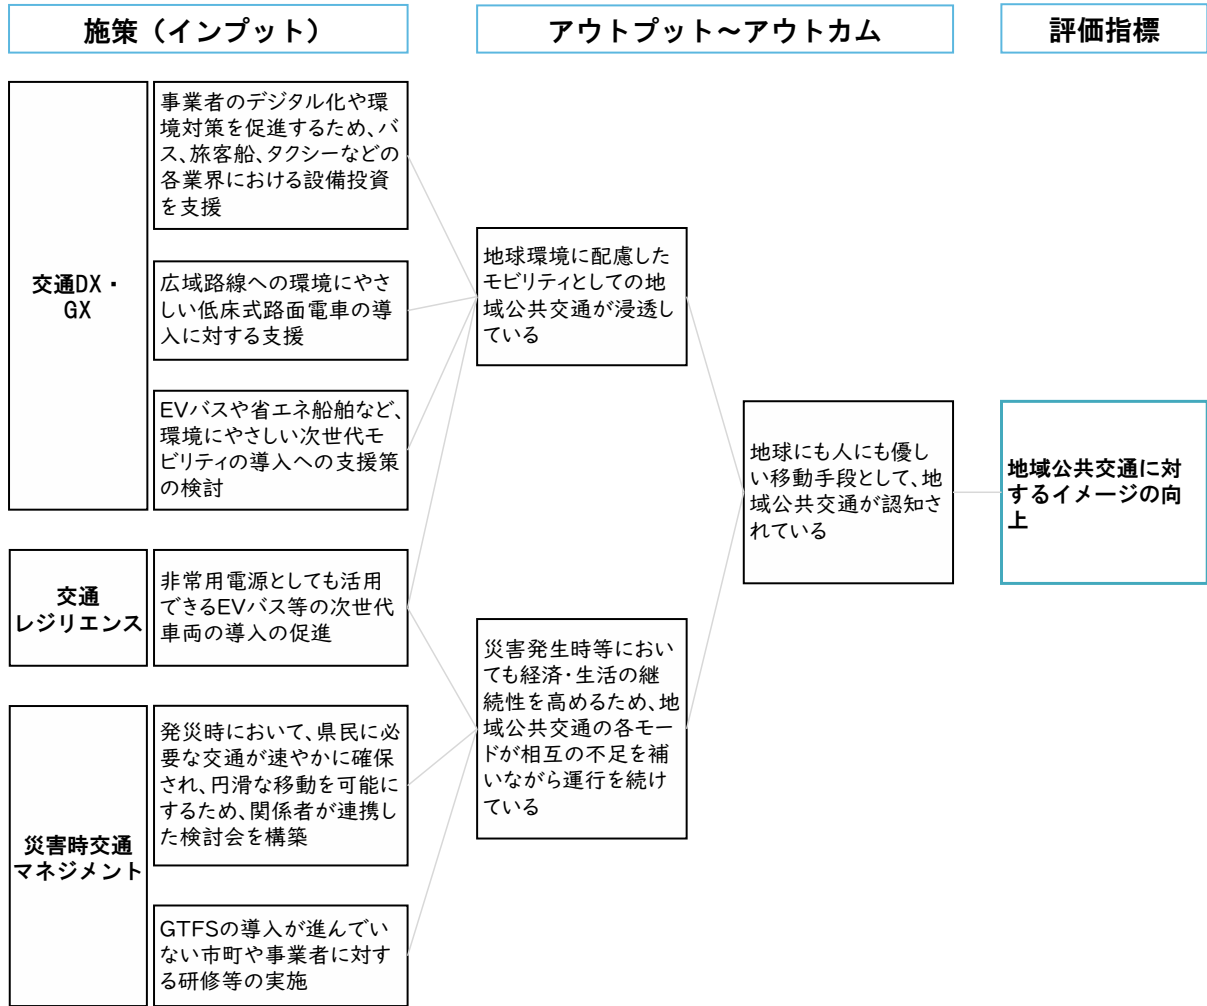 施策（インプット）
アウトプット～アウトカム
評価指標
交通DX・
GX
事業者のデジタル化や環
境対策を促進するため、バ
ス、旅客船、タクシーなどの
各業界における設備投資
を支援
広域路線への環境にやさ
しい低床式路面電車の導
入に対する支援
EVバスや省エネ船舶など、
環境にやさしい次世代モ
ビリティの導入への支援策
の検討
交通
レジリエンス
非常用電源としても活用
できるEVバス等の次世代
車両の導入の促進
災害時交通
マネジメント
発災時において、県民に必
要な交通が速やかに確保
され、円滑な移動を可能に
するため、関係者が連携し
た検討会を構築
GTFSの導入が進んでい
ない市町や事業者に対す
る研修等の実施
地球環境に配慮した
モビリティとしての地
域公共交通が浸透し
ている
災害発生時等におい
ても経済・生活の継
続性を高めるため、地
域公共交通の各モー
ドが相互の不足を補
いながら運行を続け
ている
地球にも人にも優し
い移動手段として、地
域公共交通が認知さ
れている
地域公共交通に対
するイメージの向
上